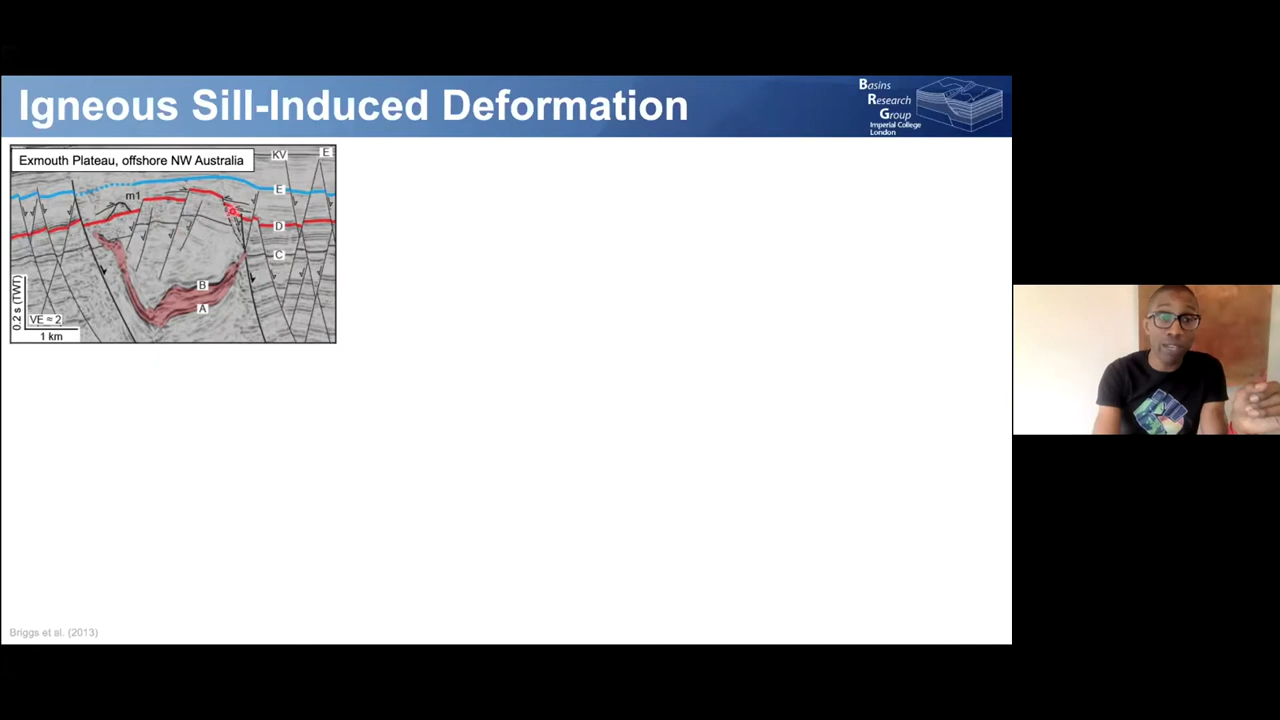 Igneous Sill-Induced Deformation
Basins
Research
Group
Imperial College
London
Exmouth Plateau, offshore NW Australia
KV
E
E
m1
D
C
B
A
0.2 s (TWT)
VE ≈ 2
1 km
Briggs et al. (2013)